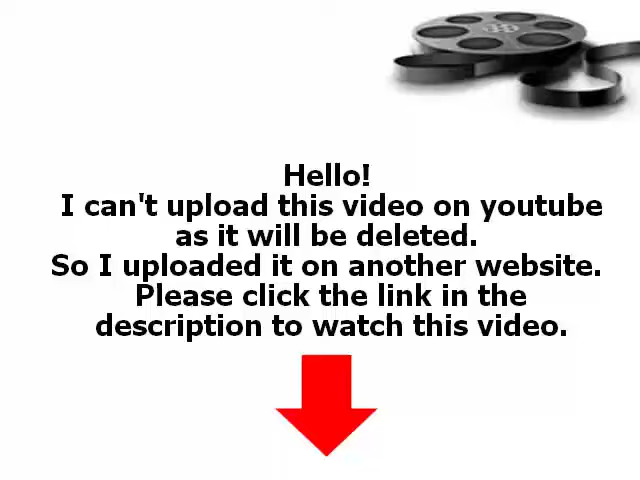 Hello!
I can't upload this video on youtube
as it will be deleted.
So I uploaded it on another website.
Please click the link in the
description to watch this video.